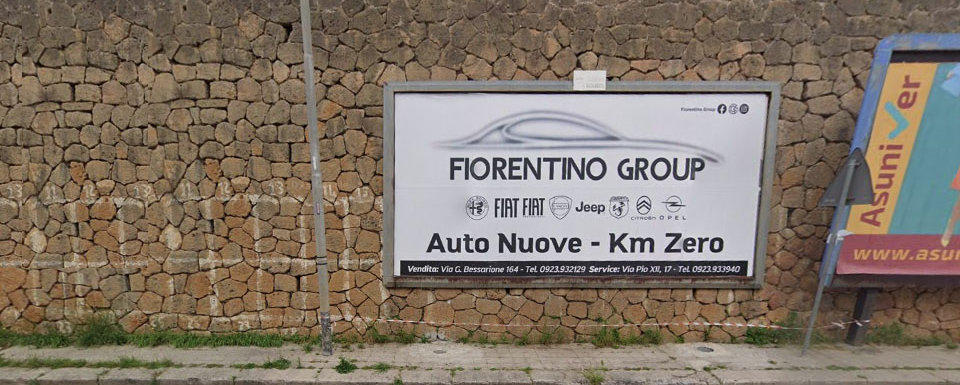 Fiorentino Group
FIORENTINO GROUP
FIAT FIAT Jeep CITROËN OPEL
Auto Nuove - Km Zero
Vendita: Via G. Bessarione 164 - Tel. 0923.932129 Service: Via Pio XII, 17 - Tel. 0923.933940
Asuniver
www.asuni